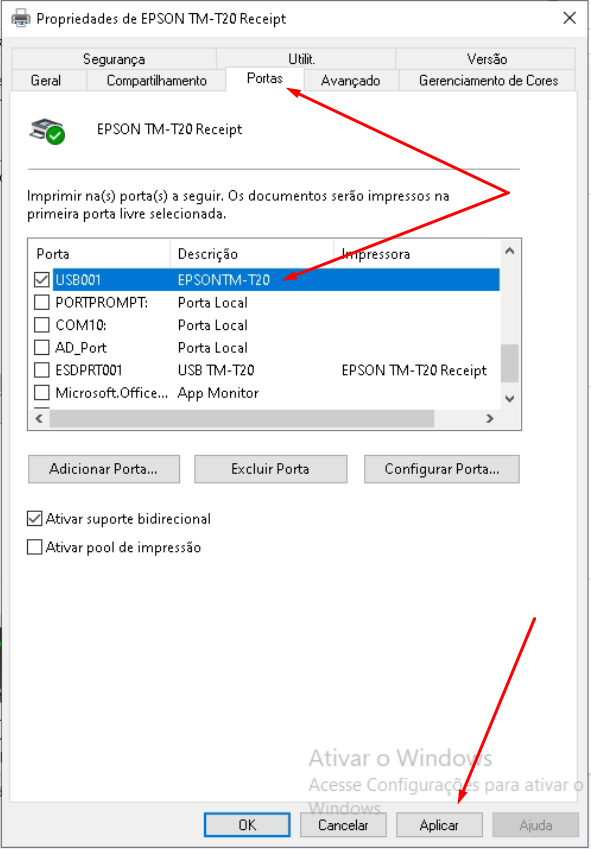 Propriedades de EPSON TM-T20 Receipt
Segurança Utilit. Versão
Geral Compartilhamento Portas Avançado Gerenciamento de Cores
EPSON TM-T20 Receipt
Imprimir na(s) porta(s) a seguir. Os documentos serão impressos na
primeira porta livre selecionada.
Porta Descrição Impressora
USB001 EPSONTM-T20
PORTPROMPT: Porta Local
COM10: Porta Local
AD_Port Porta Local
ESDPRT001 USB TM-T20 EPSON TM-T20 Receipt
Microsoft.Office... App Monitor
Adicionar Porta... Excluir Porta Configurar Porta...
Ativar suporte bidirecional
Ativar pool de impressão
Ativar o Windows
Acesse Configurações para ativar o
Windows.
OK Cancelar Aplicar Ajuda